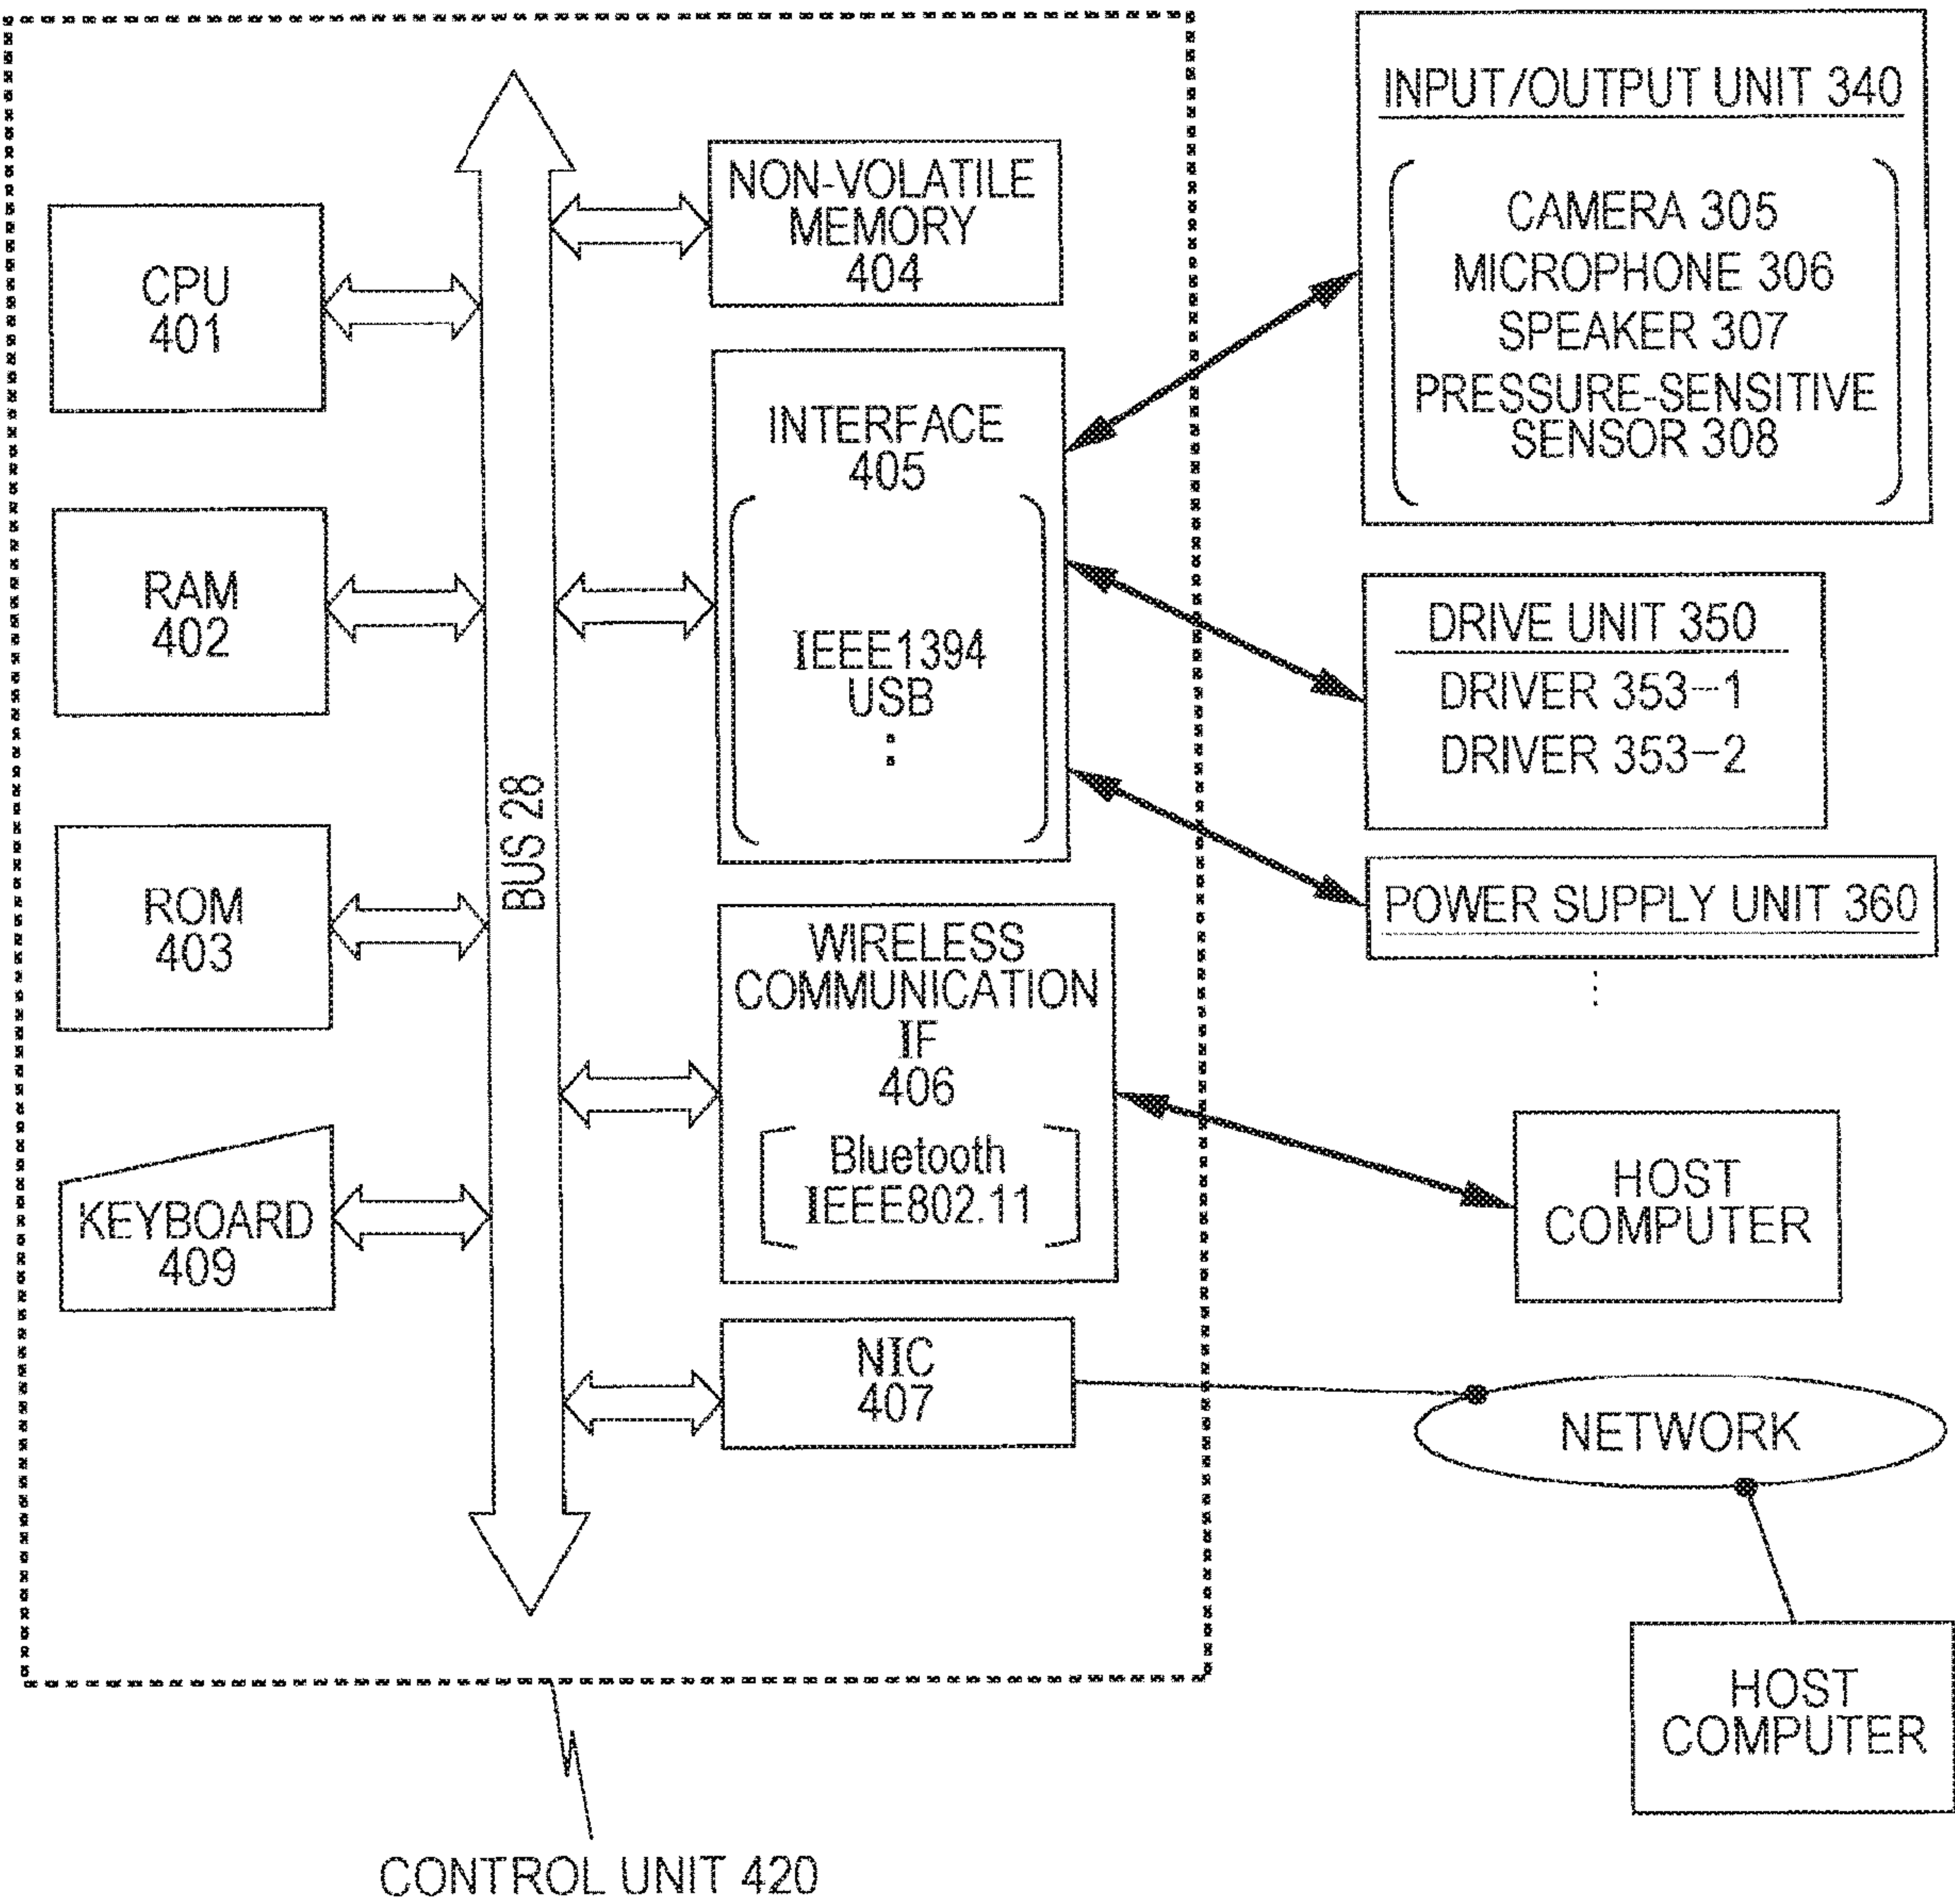 CPU
401
RAM
402
ROM
403
KEYBOARD
409
BUS 28
NON-VOLATILE
MEMORY
404
INTERFACE
405
IEEE1394
USB
WIRELESS
COMMUNICATION
IF
406
Bluetooth
IEEE802.11
NIC
407
INPUT/OUTPUT UNIT 340
CAMERA 305
MICROPHONE 306
SPEAKER 307
PRESSURE-SENSITIVE
SENSOR 308
DRIVE UNIT 350
DRIVER 353-1
DRIVER 353-2
POWER SUPPLY UNIT 360
HOST
COMPUTER
NETWORK
HOST
COMPUTER
CONTROL UNIT 420